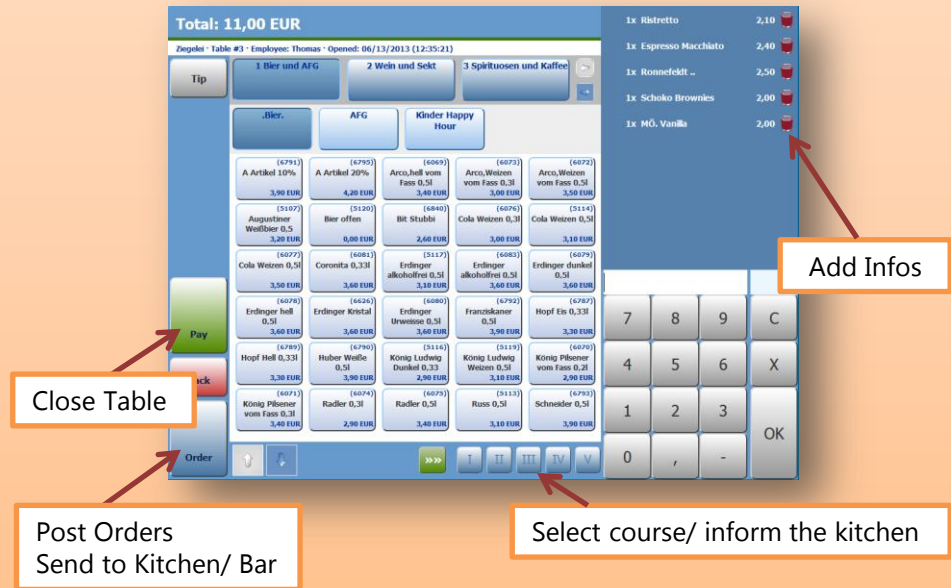 Total: 11,00 EUR
Ziegelei · Table #3 · Employee: Thomas · Opened: 06/13/2013 (12:35:21)
Tip
1 Bier und AFG
2 Wein und Sekt
3 Spirituosen und Kaffee
.Bier.
AFG
Kinder Happy
Hour
(6791)
A Artikel 10%
3,90 EUR
(6795)
A Artikel 20%
4,20 EUR
(6069)
Arco,hell vom
Fass 0,5l
3,40 EUR
(6073)
Arco,Weizen
vom Fass 0,3l
3,00 EUR
(6072)
Arco,Weizen
vom Fass 0,5l
3,50 EUR
(5107)
Augustiner
Weißbier 0,5
3,20 EUR
(5120)
Bier offen
0,00 EUR
(6840)
Bit Stubbi
2,60 EUR
(6076)
Cola Weizen 0,3l
3,00 EUR
(5114)
Cola Weizen 0,5l
3,10 EUR
(6077)
Cola Weizen 0,5l
3,50 EUR
(6081)
Coronita 0,33l
3,60 EUR
(5117)
Erdinger
alkoholfrei 0,5l
3,10 EUR
(6083)
Erdinger
alkoholfrei 0,5l
3,60 EUR
(6079)
Erdinger dunkel
0,5l
3,60 EUR
(6078)
Erdinger hell
0,5l
3,60 EUR
(6626)
Erdinger Kristal
3,60 EUR
(6080)
Erdinger
Urweisse 0,5l
3,60 EUR
(6792)
Franziskaner
0,5l
3,90 EUR
(6787)
Hopf Eis 0,33l
3,30 EUR
(6789)
Hopf Hell 0,33l
3,30 EUR
(6790)
Huber Weiße
0,5l
3,90 EUR
(5116)
König Ludwig
Dunkel 0,33
2,90 EUR
(5119)
König Ludwig
Weizen 0,5l
3,10 EUR
(6070)
König Pilsener
vom Fass 0,2l
2,90 EUR
(6071)
König Pilsener
vom Fass 0,3l
3,40 EUR
(6074)
Radler 0,3l
2,90 EUR
(6075)
Radler 0,5l
3,40 EUR
(5113)
Russ 0,5l
3,10 EUR
(6793)
Schneider 0,5l
3,90 EUR
Pay
ck
Order
»»
I II III IV V
1x Ristretto 2,10
1x Espresso Macchiato 2,40
1x Ronnefeldt .. 2,50
1x Schoko Brownies 2,00
1x MÖ. Vanilla 2,00
7 8 9 C
4 5 6 X
1 2 3
OK
0 , -
Add Infos
Close Table
Post Orders
Send to Kitchen/ Bar
Select course/ inform the kitchen